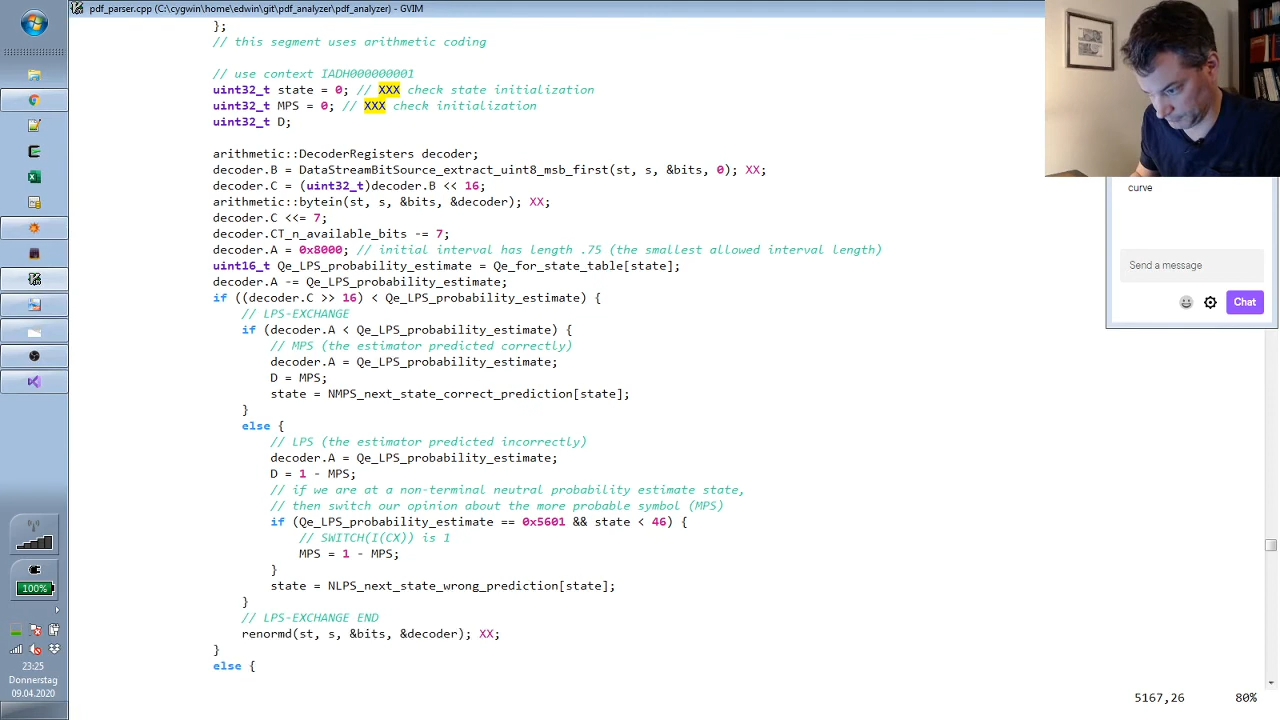 pdf_parser.cpp (C:\cygwin\home\edwin\git\pdf_analyzer\pdf_analyzer) - GVIM
};
// this segment uses arithmetic coding
// use context IADH000000001
uint32_t state = 0; // XXX check state initialization
uint32_t MPS = 0; // XXX check initialization
uint32_t D;
arithmetic::DecoderRegisters decoder;
decoder.B = DataStreamBitSource_extract_uint8_msb_first(st, s, &bits, 0); XX;
decoder.C = (uint32_t)decoder.B << 16;
arithmetic::bytein(st, s, &bits, &decoder); XX;
decoder.C <<= 7;
decoder.CT_n_available_bits -= 7;
decoder.A = 0x8000; // initial interval has length .75 (the smallest allowed interval length)
uint16_t Qe_LPS_probability_estimate = Qe_for_state_table[state];
decoder.A -= Qe_LPS_probability_estimate;
if ((decoder.C >> 16) < Qe_LPS_probability_estimate) {
// LPS-EXCHANGE
if (decoder.A < Qe_LPS_probability_estimate) {
// MPS (the estimator predicted correctly)
decoder.A = Qe_LPS_probability_estimate;
D = MPS;
state = NMPS_next_state_correct_prediction[state];
}
else {
// LPS (the estimator predicted incorrectly)
decoder.A = Qe_LPS_probability_estimate;
D = 1 - MPS;
// if we are at a non-terminal neutral probability estimate state,
// then switch our opinion about the more probable symbol (MPS)
if (Qe_LPS_probability_estimate == 0x5601 && state < 46) {
// SWITCH(I(CX)) is 1
MPS = 1 - MPS;
}
state = NLPS_next_state_wrong_prediction[state];
}
// LPS-EXCHANGE END
renormd(st, s, &bits, &decoder); XX;
}
else {
5167,26 80%
curve
Send a message
Chat
100%
23:25
Donnerstag
09.04.2020